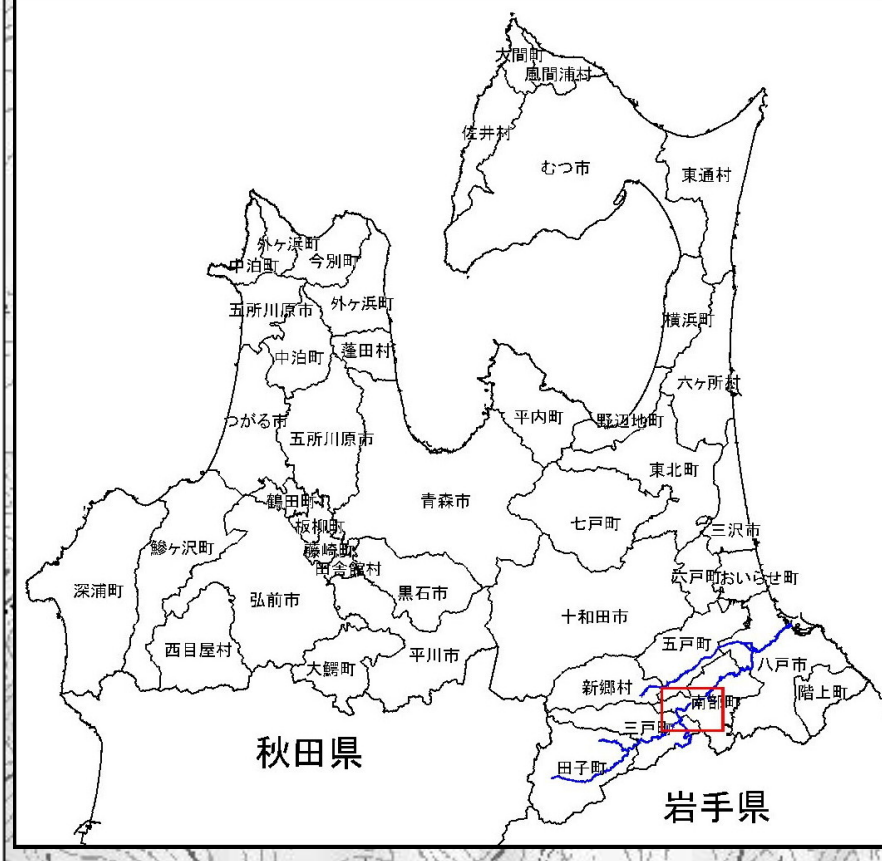 大間町
風間浦村
佐井村
むつ市
東通村
外ヶ浜町
中泊町
今別町
五所川原市
外ヶ浜町
横浜町
蓬田村
中泊町
六ヶ所村
つがる市
平内町
野辺地町
五所川原市
東北町
青森市
鶴田町
七戸町
板柳町
三沢市
鰺ヶ沢町
藤崎町
田舎館村
六戸町
おいらせ町
深浦町
黒石市
弘前市
十和田市
五戸町
西目屋村
平川市
大鰐町
八戸市
新郷村
階上町
南部町
三戸町
秋田県
田子町
岩手県